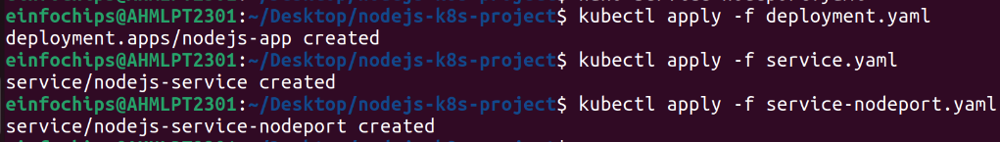 einfochips@AHMLPT2301:~/Desktop/nodejs-k8s-project$ kubectl apply -f deployment.yaml
deployment.apps/nodejs-app created
einfochips@AHMLPT2301:~/Desktop/nodejs-k8s-project$ kubectl apply -f service.yaml
service/nodejs-service created
einfochips@AHMLPT2301:~/Desktop/nodejs-k8s-project$ kubectl apply -f service-nodeport.yaml
service/nodejs-service-nodeport created